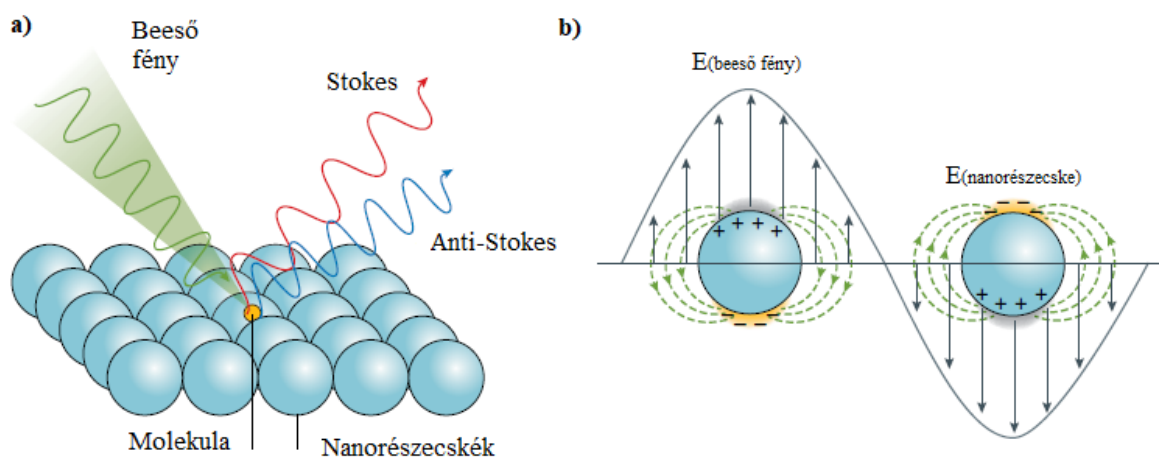 a)
Beeső
fény
Stokes
Anti-Stokes
Molekula
Nanorészecskék
b)
E(beeső fény)
E(nanorészecske)
+ + + +
− − − −
− − − −
+ + + +